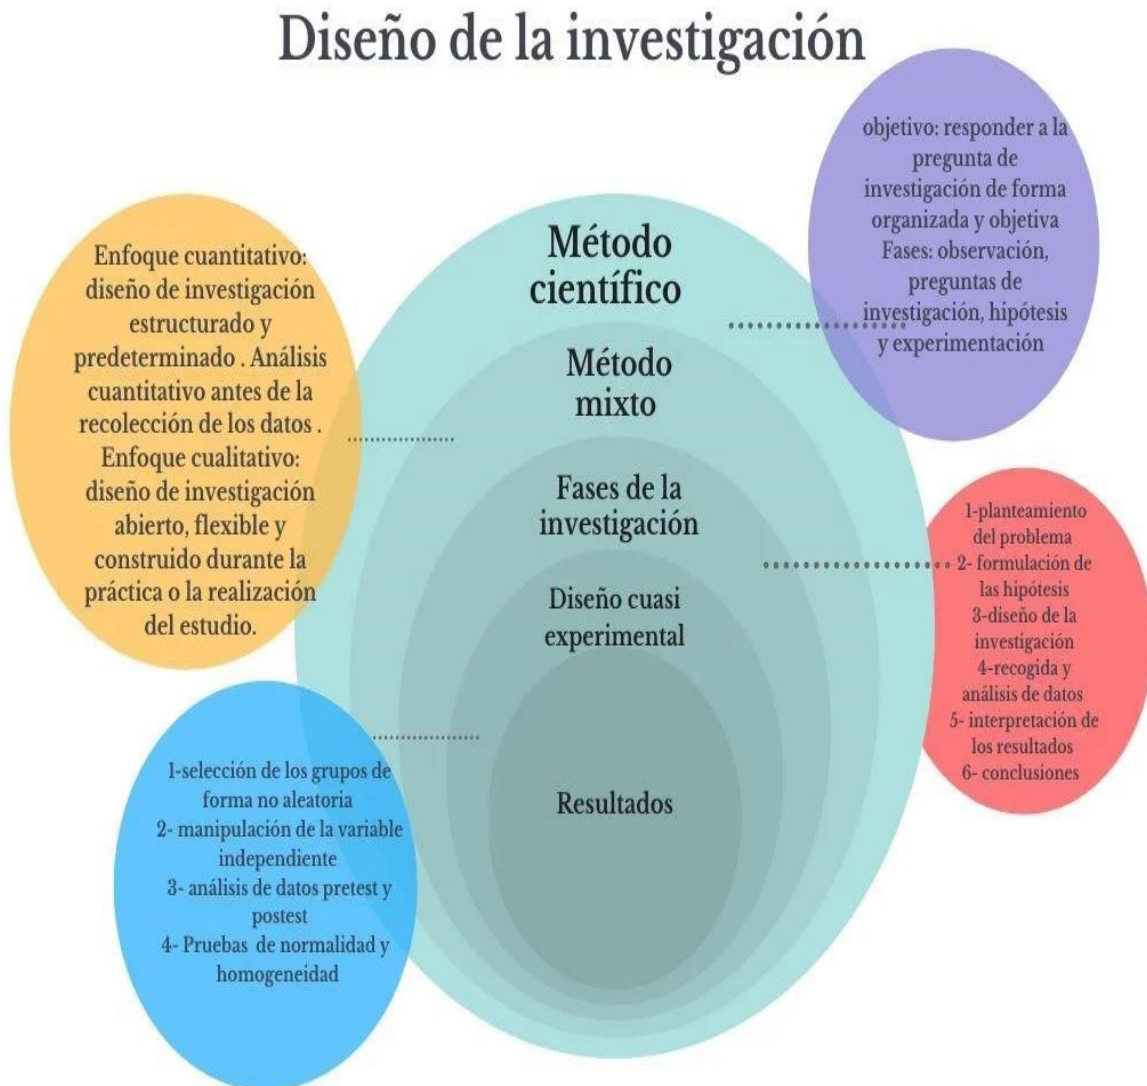 Diseño de la investigación
objetivo: responder a la
pregunta de
investigación de forma
organizada y objetiva
Fases: observación,
preguntas de
investigación, hipótesis
y experimentación
Enfoque cuantitativo:
diseño de investigación
estructurado y
predeterminado . Análisis
cuantitativo antes de la
recolección de los datos .
Enfoque cualitativo:
diseño de investigación
abierto, flexible y
construido durante la
práctica o la realización
del estudio.
Método
científico
Método
mixto
Fases de la
investigación
Diseño cuasi
experimental
Resultados
1-planteamiento
del problema
2- formulación de
las hipótesis
3-diseño de la
investigación
4-recogida y
análisis de datos
5- interpretación de
los resultados
6- conclusiones
1-selección de los grupos de
forma no aleatoria
2- manipulación de la variable
independiente
3- análisis de datos pretest y
postest
4- Pruebas de normalidad y
homogeneidad